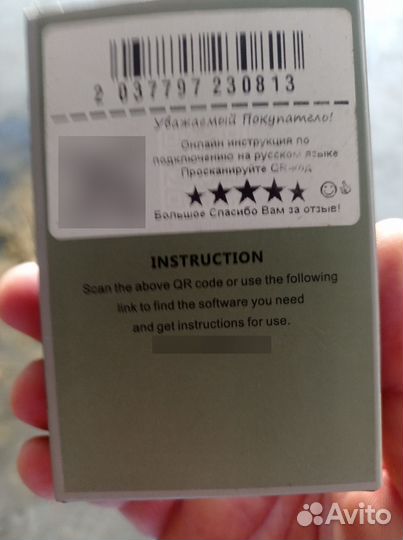 2 037797 230813
Уважаемый Покупатель!
Онлайн инструкция по
подключению на русском языке
Просканируйте QR-код
Большое Спасибо Вам за отзыв!
INSTRUCTION
Scan the above QR code or use the following
link to find the software you need
and get instructions for use.
Avito